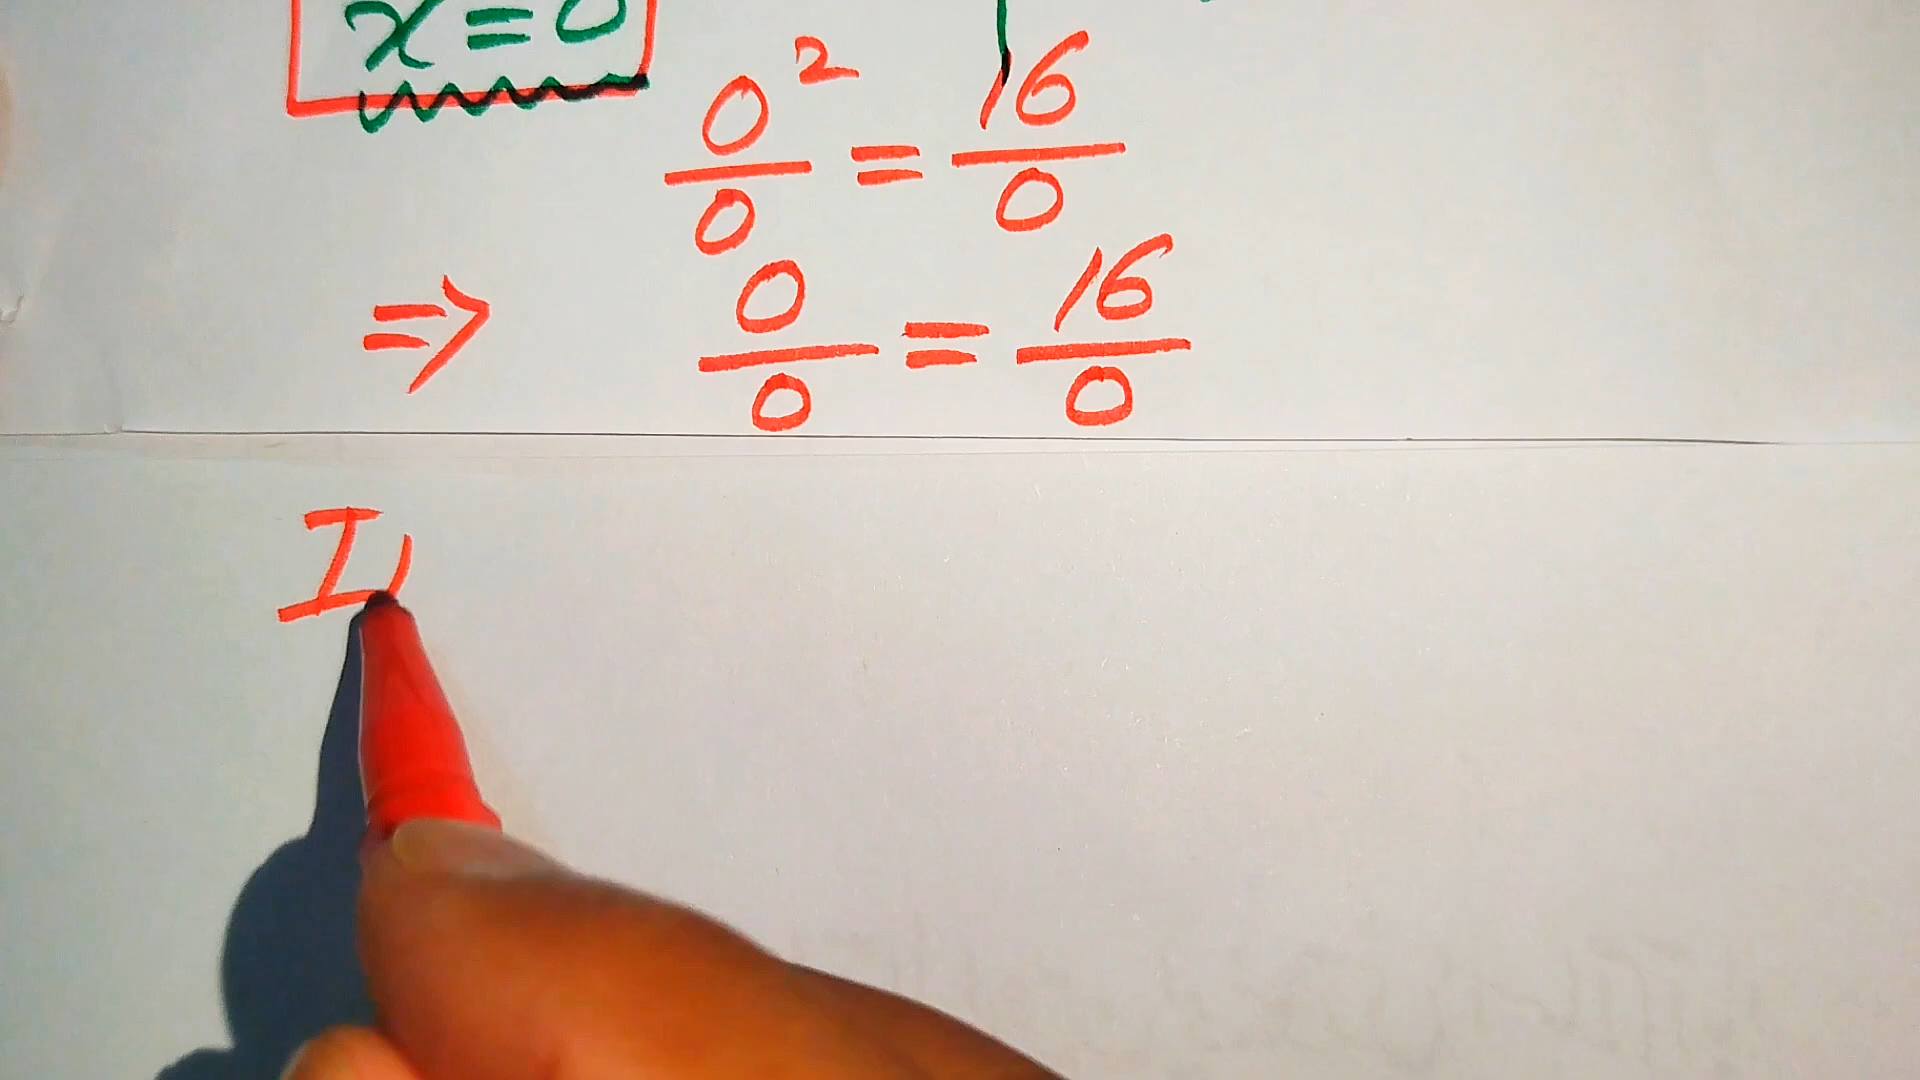 x=0
0²/0 = 16/0
⇒ 0/0 = 16/0
I